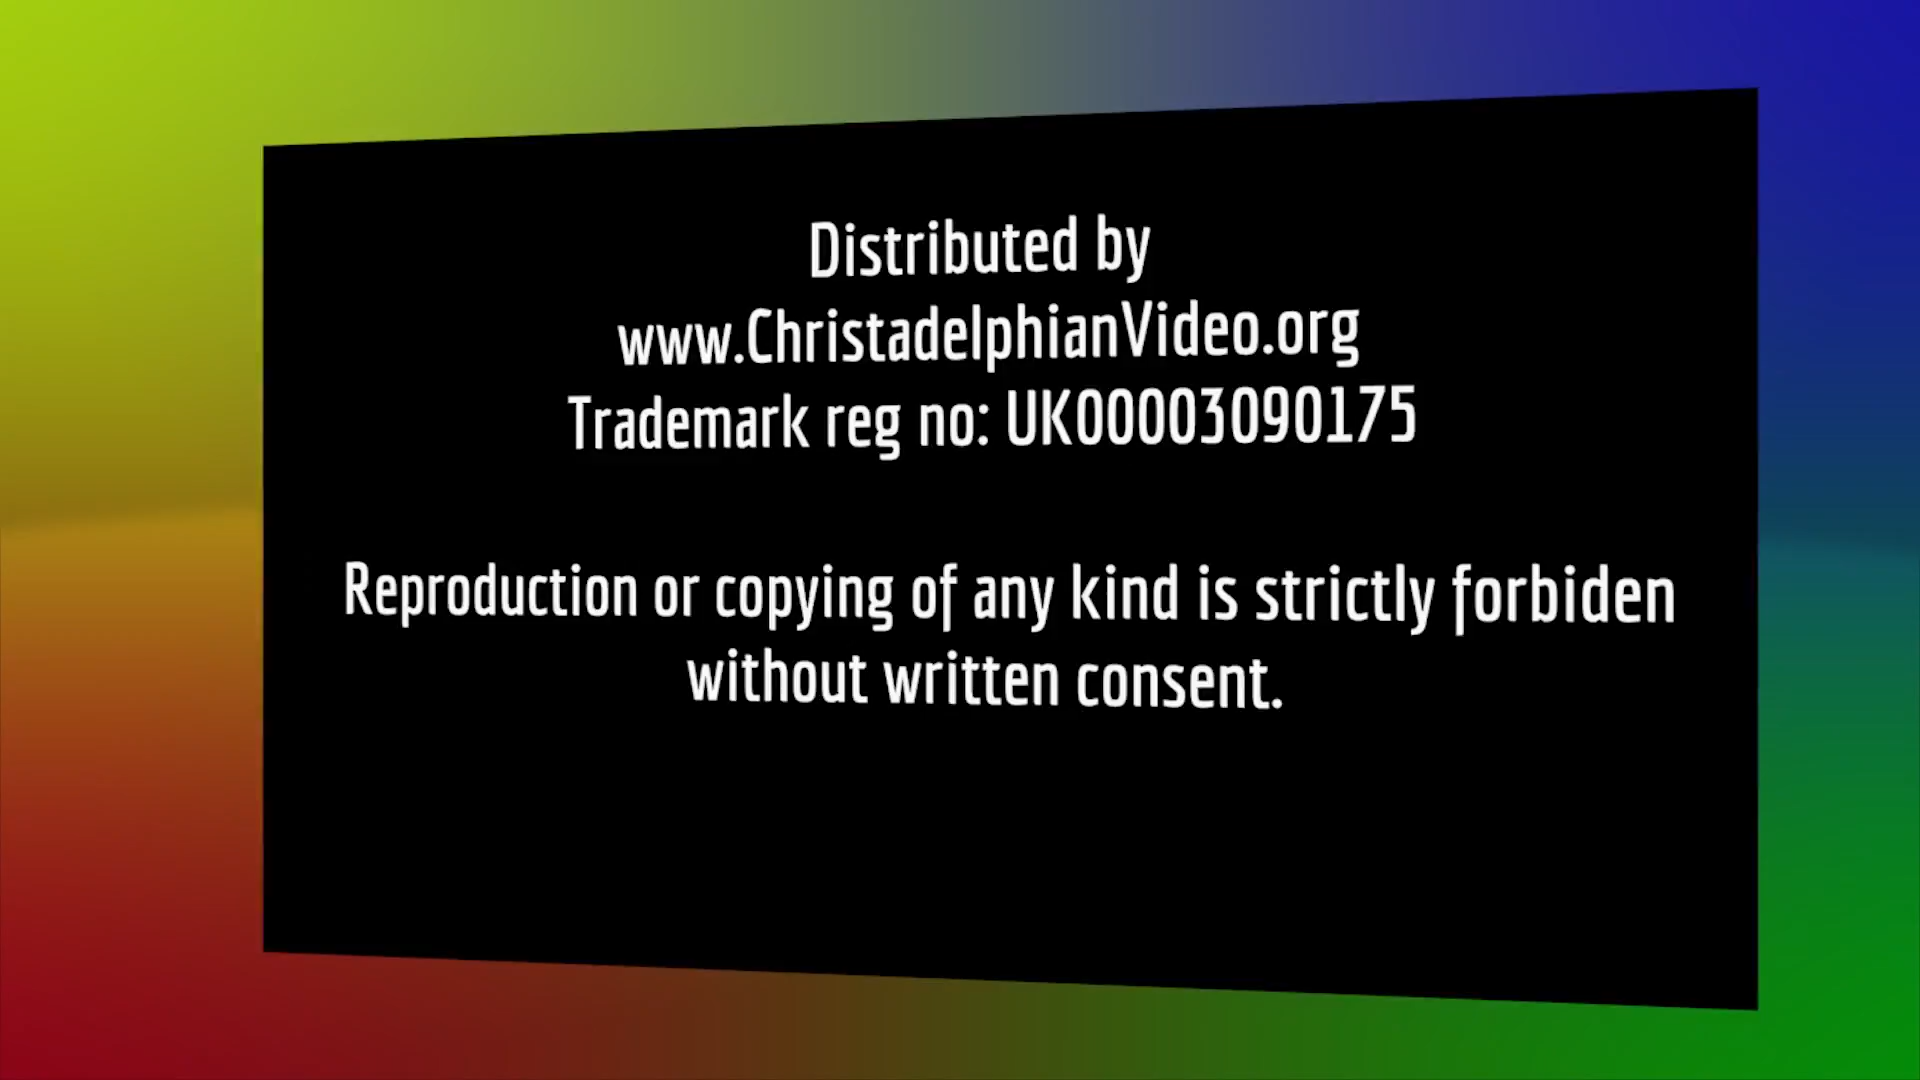 Distributed by
www.ChristadelphianVideo.org
Trademark reg no: UK00003090175
Reproduction or copying of any kind is strictly forbiden
without written consent.